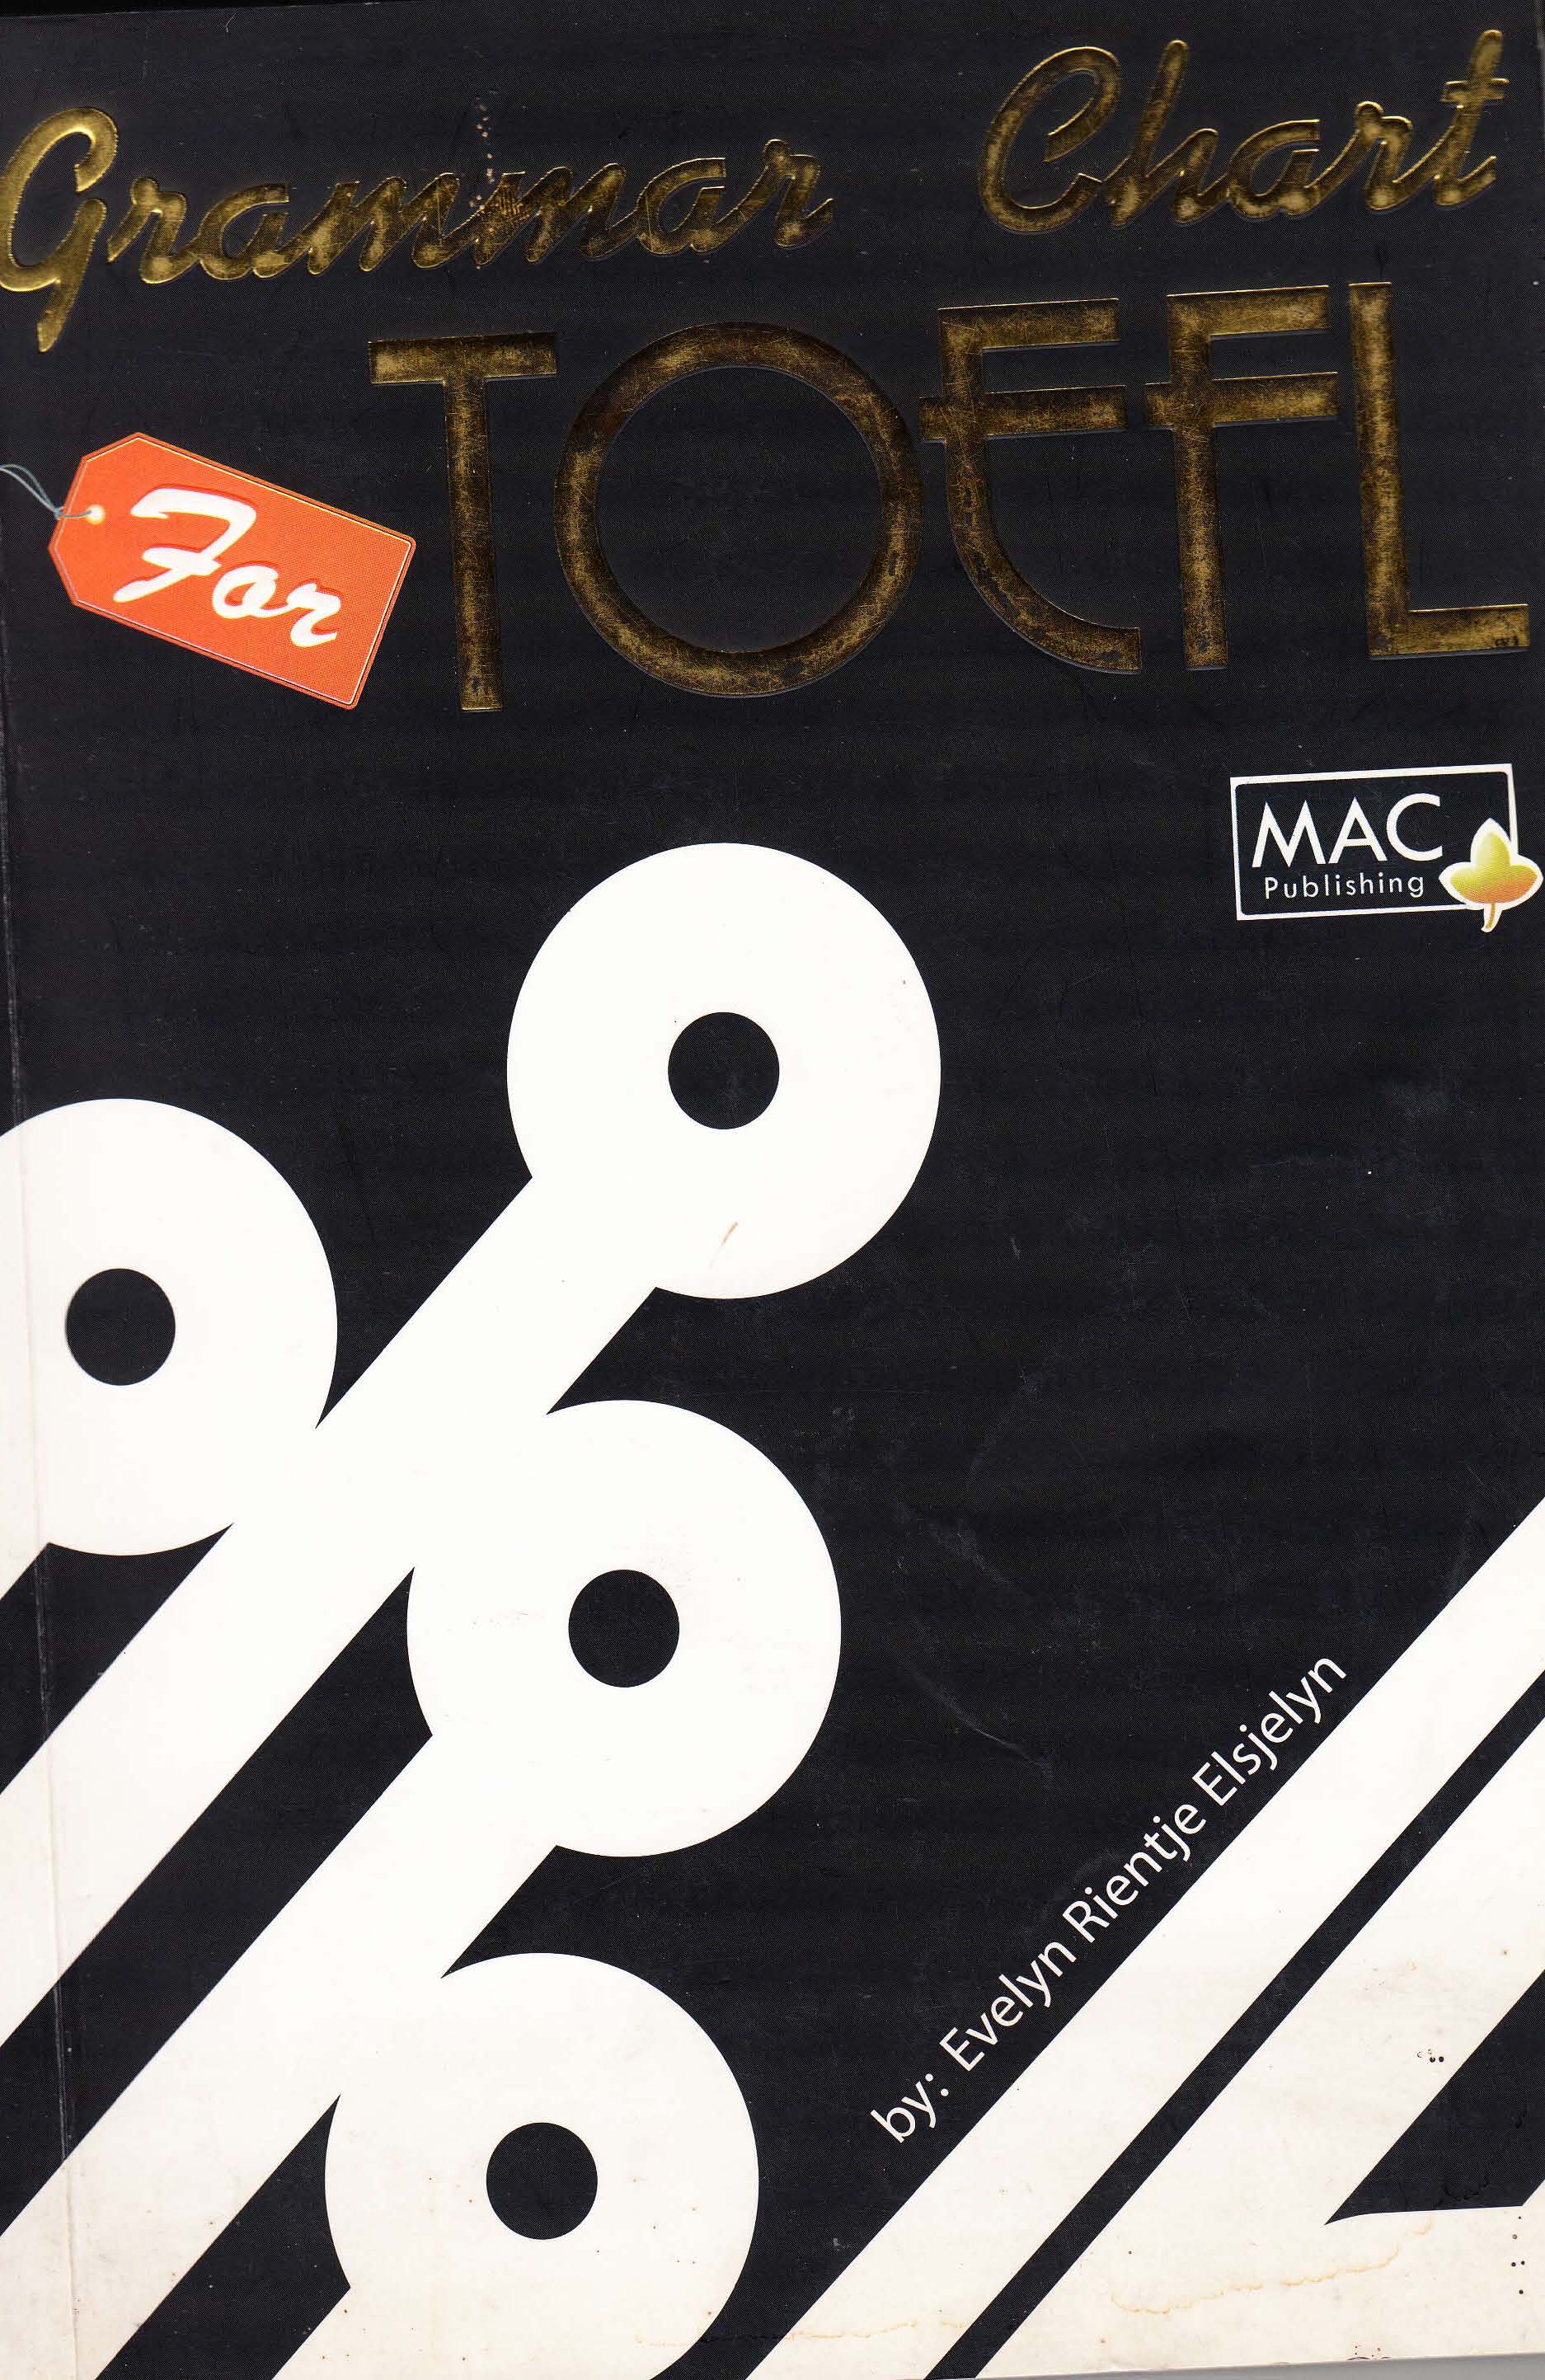 Grammar Chart
For TOEFL
MAC
Publishing
by: Evelyn Rientje Elsjelyn